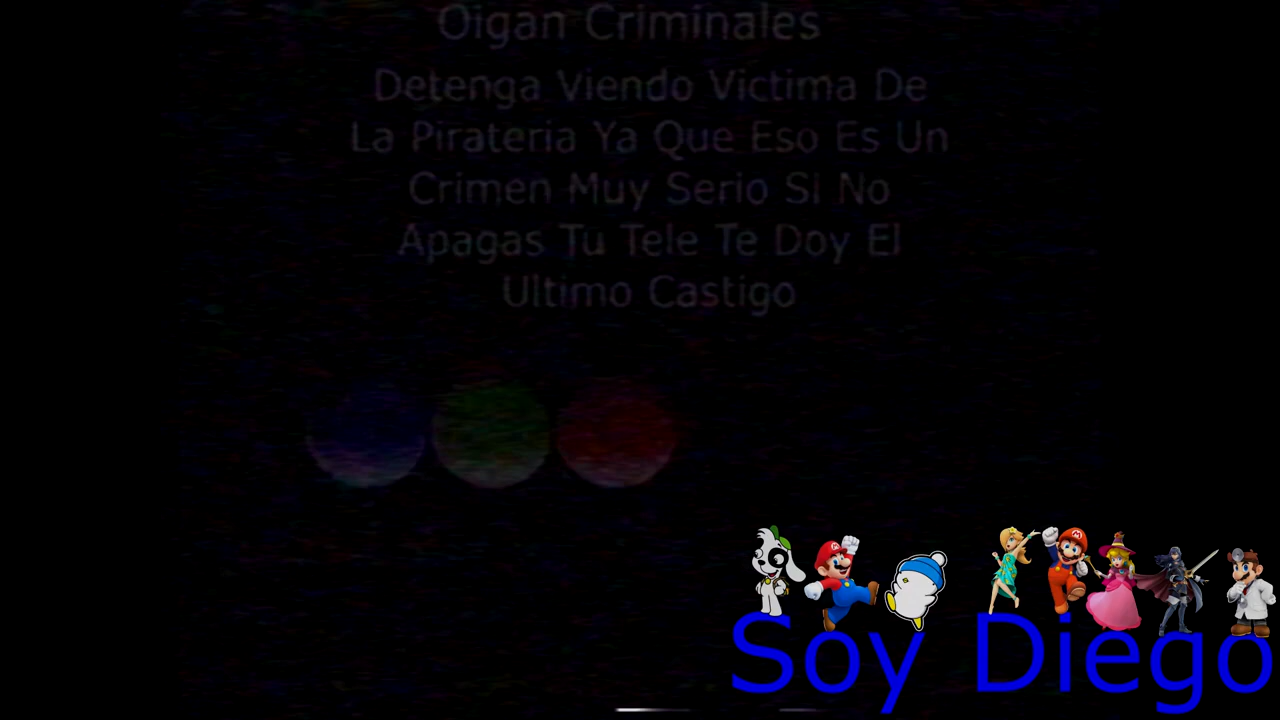 Oigan Criminales
Detenga Viendo Victima De
La Pirateria Ya Que Eso Es Un
Crimen Muy Serio Si No
Apagas Tu Tele Te Doy El
Ultimo Castigo
Soy Diego